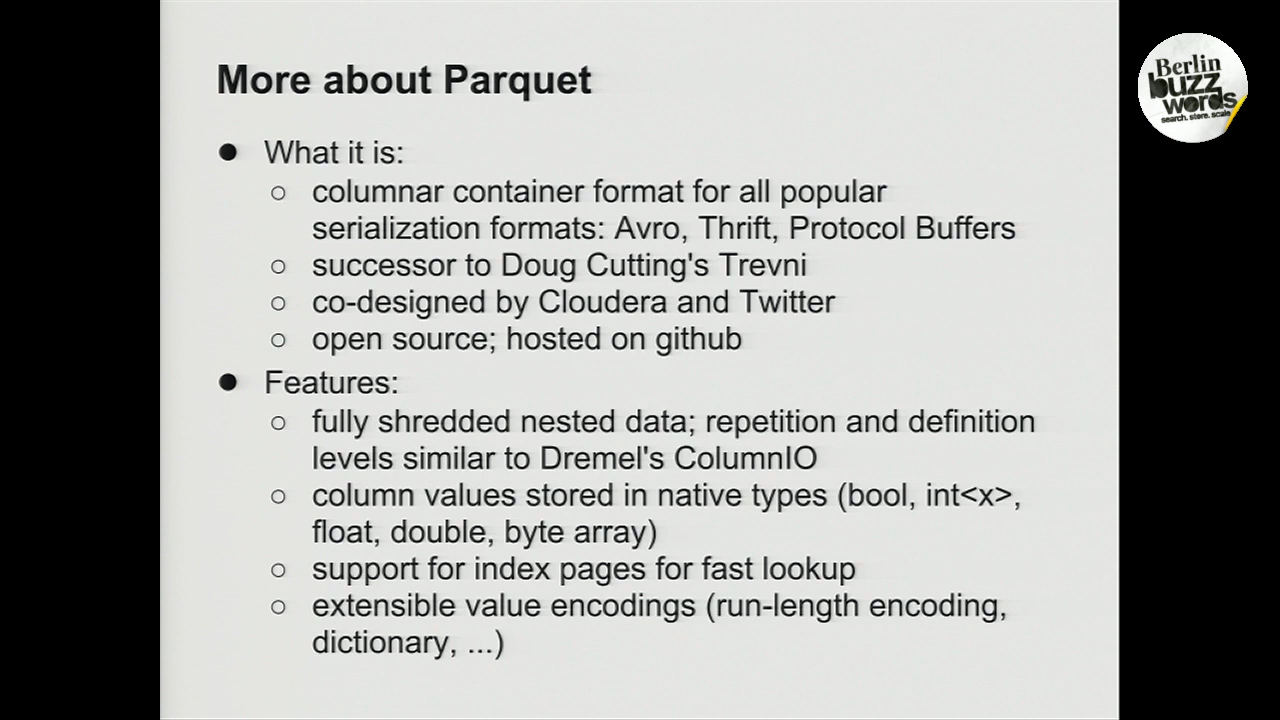 More about Parquet
● What it is:
○ columnar container format for all popular
serialization formats: Avro, Thrift, Protocol Buffers
○ successor to Doug Cutting's Trevni
○ co-designed by Cloudera and Twitter
○ open source; hosted on github
● Features:
○ fully shredded nested data; repetition and definition
levels similar to Dremel's ColumnIO
○ column values stored in native types (bool, int<x>,
float, double, byte array)
○ support for index pages for fast lookup
○ extensible value encodings (run-length encoding,
dictionary, ...)
Berlin
buzz
words
search. store. scale